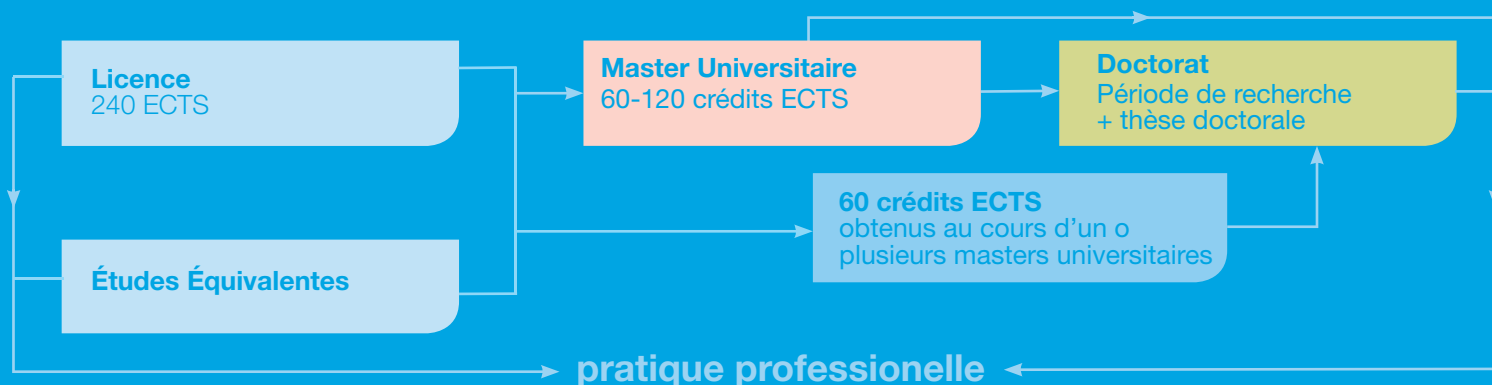 Licence
240 ECTS
Master Universitaire
60-120 crédits ECTS
Doctorat
Période de recherche
+ thèse doctorale
60 crédits ECTS
obtenus au cours d’un o
plusieurs masters universitaires
Études Équivalentes
pratique professionelle